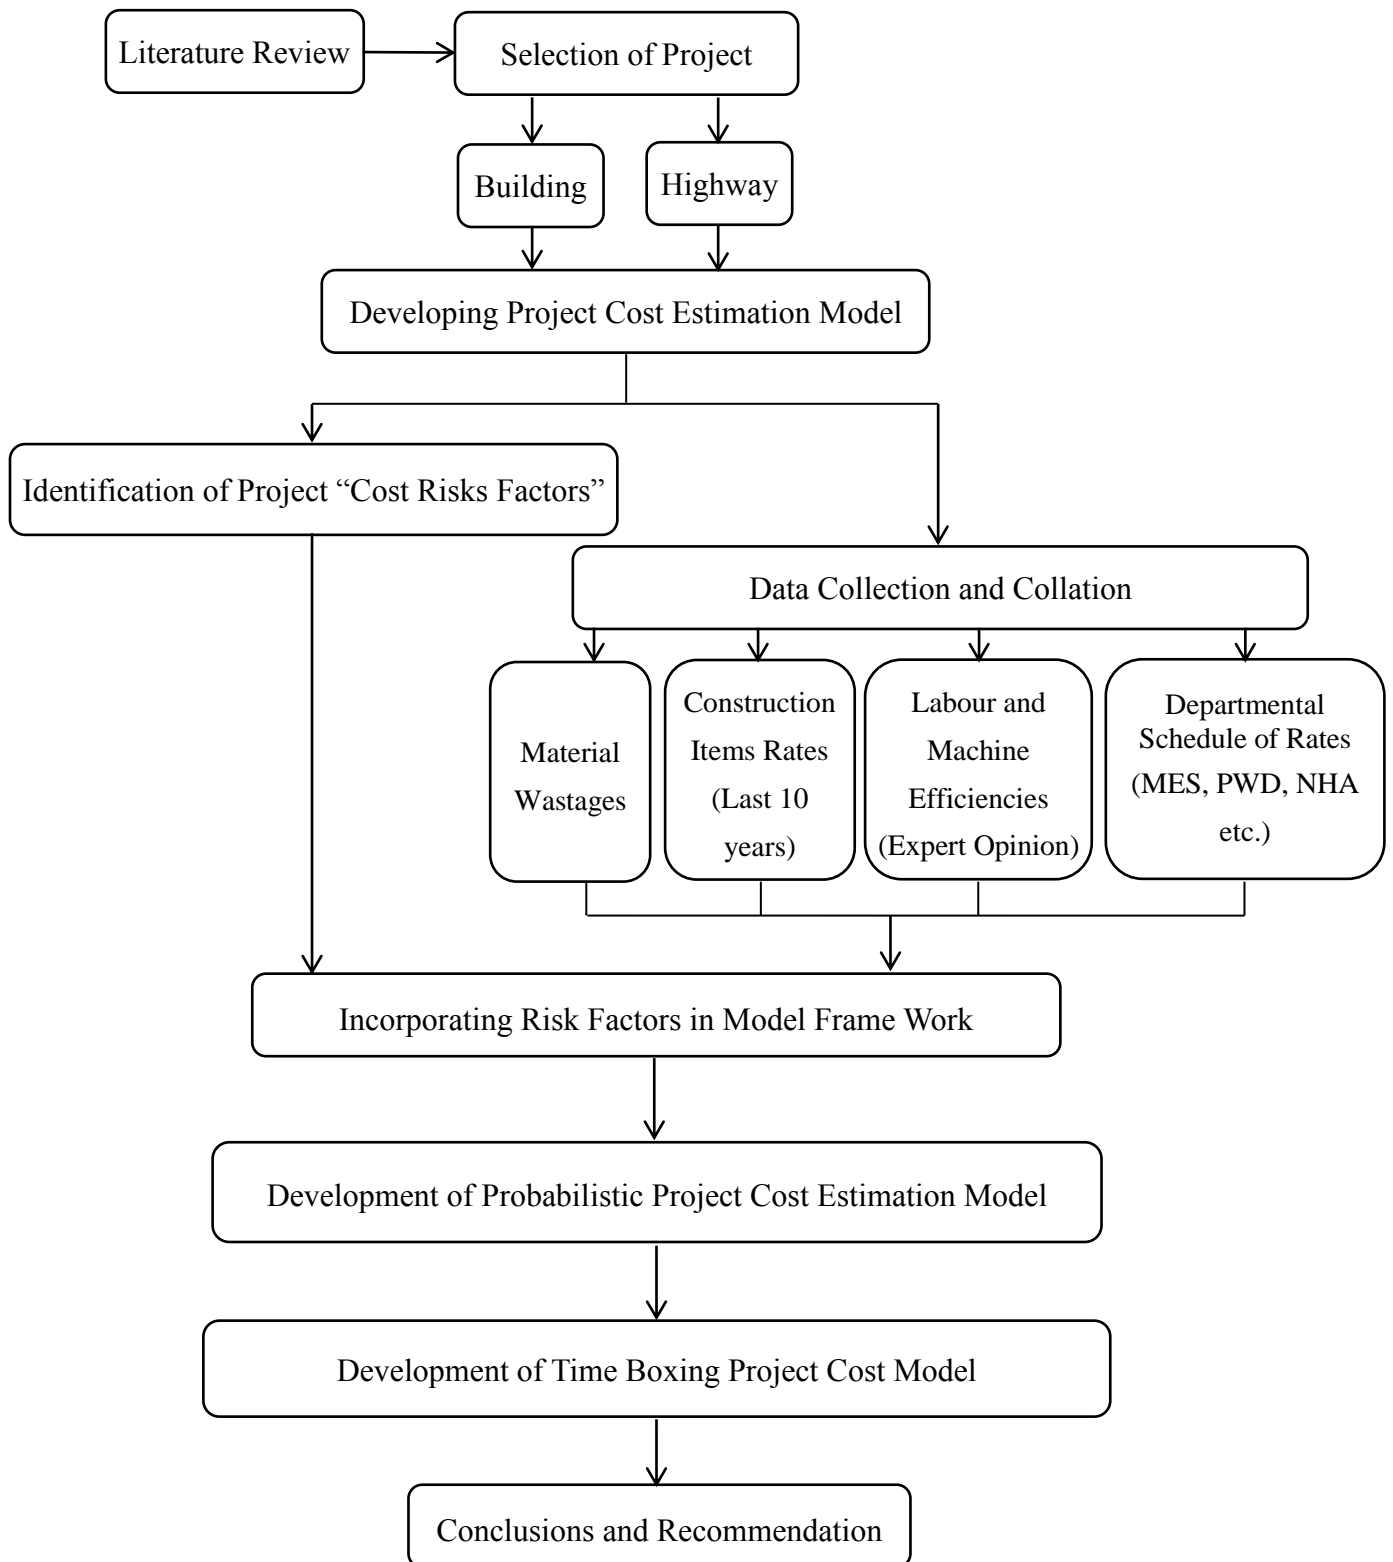 Literature Review
Selection of Project
Building
Highway
Developing Project Cost Estimation Model
Identification of Project “Cost Risks Factors”
Data Collection and Collation
Material
Wastages
Construction
Items Rates
(Last 10
years)
Labour and
Machine
Efficiencies
(Expert Opinion)
Departmental
Schedule of Rates
(MES, PWD, NHA
etc.)
Incorporating Risk Factors in Model Frame Work
Development of Probabilistic Project Cost Estimation Model
Development of Time Boxing Project Cost Model
Conclusions and Recommendation